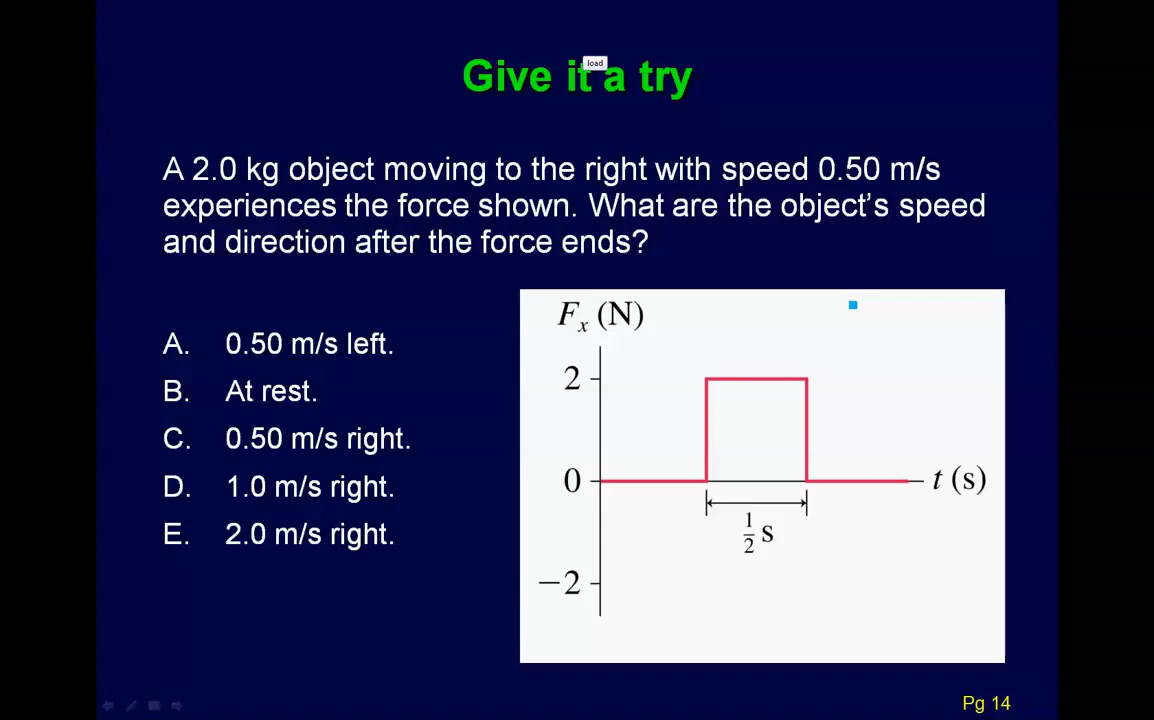 Give it a try
load
A 2.0 kg object moving to the right with speed 0.50 m/s
experiences the force shown. What are the object’s speed
and direction after the force ends?
A. 0.50 m/s left.
B. At rest.
C. 0.50 m/s right.
D. 1.0 m/s right.
E. 2.0 m/s right.
Fx (N)
2
0
t (s)
1/2 s
−2
Pg 14